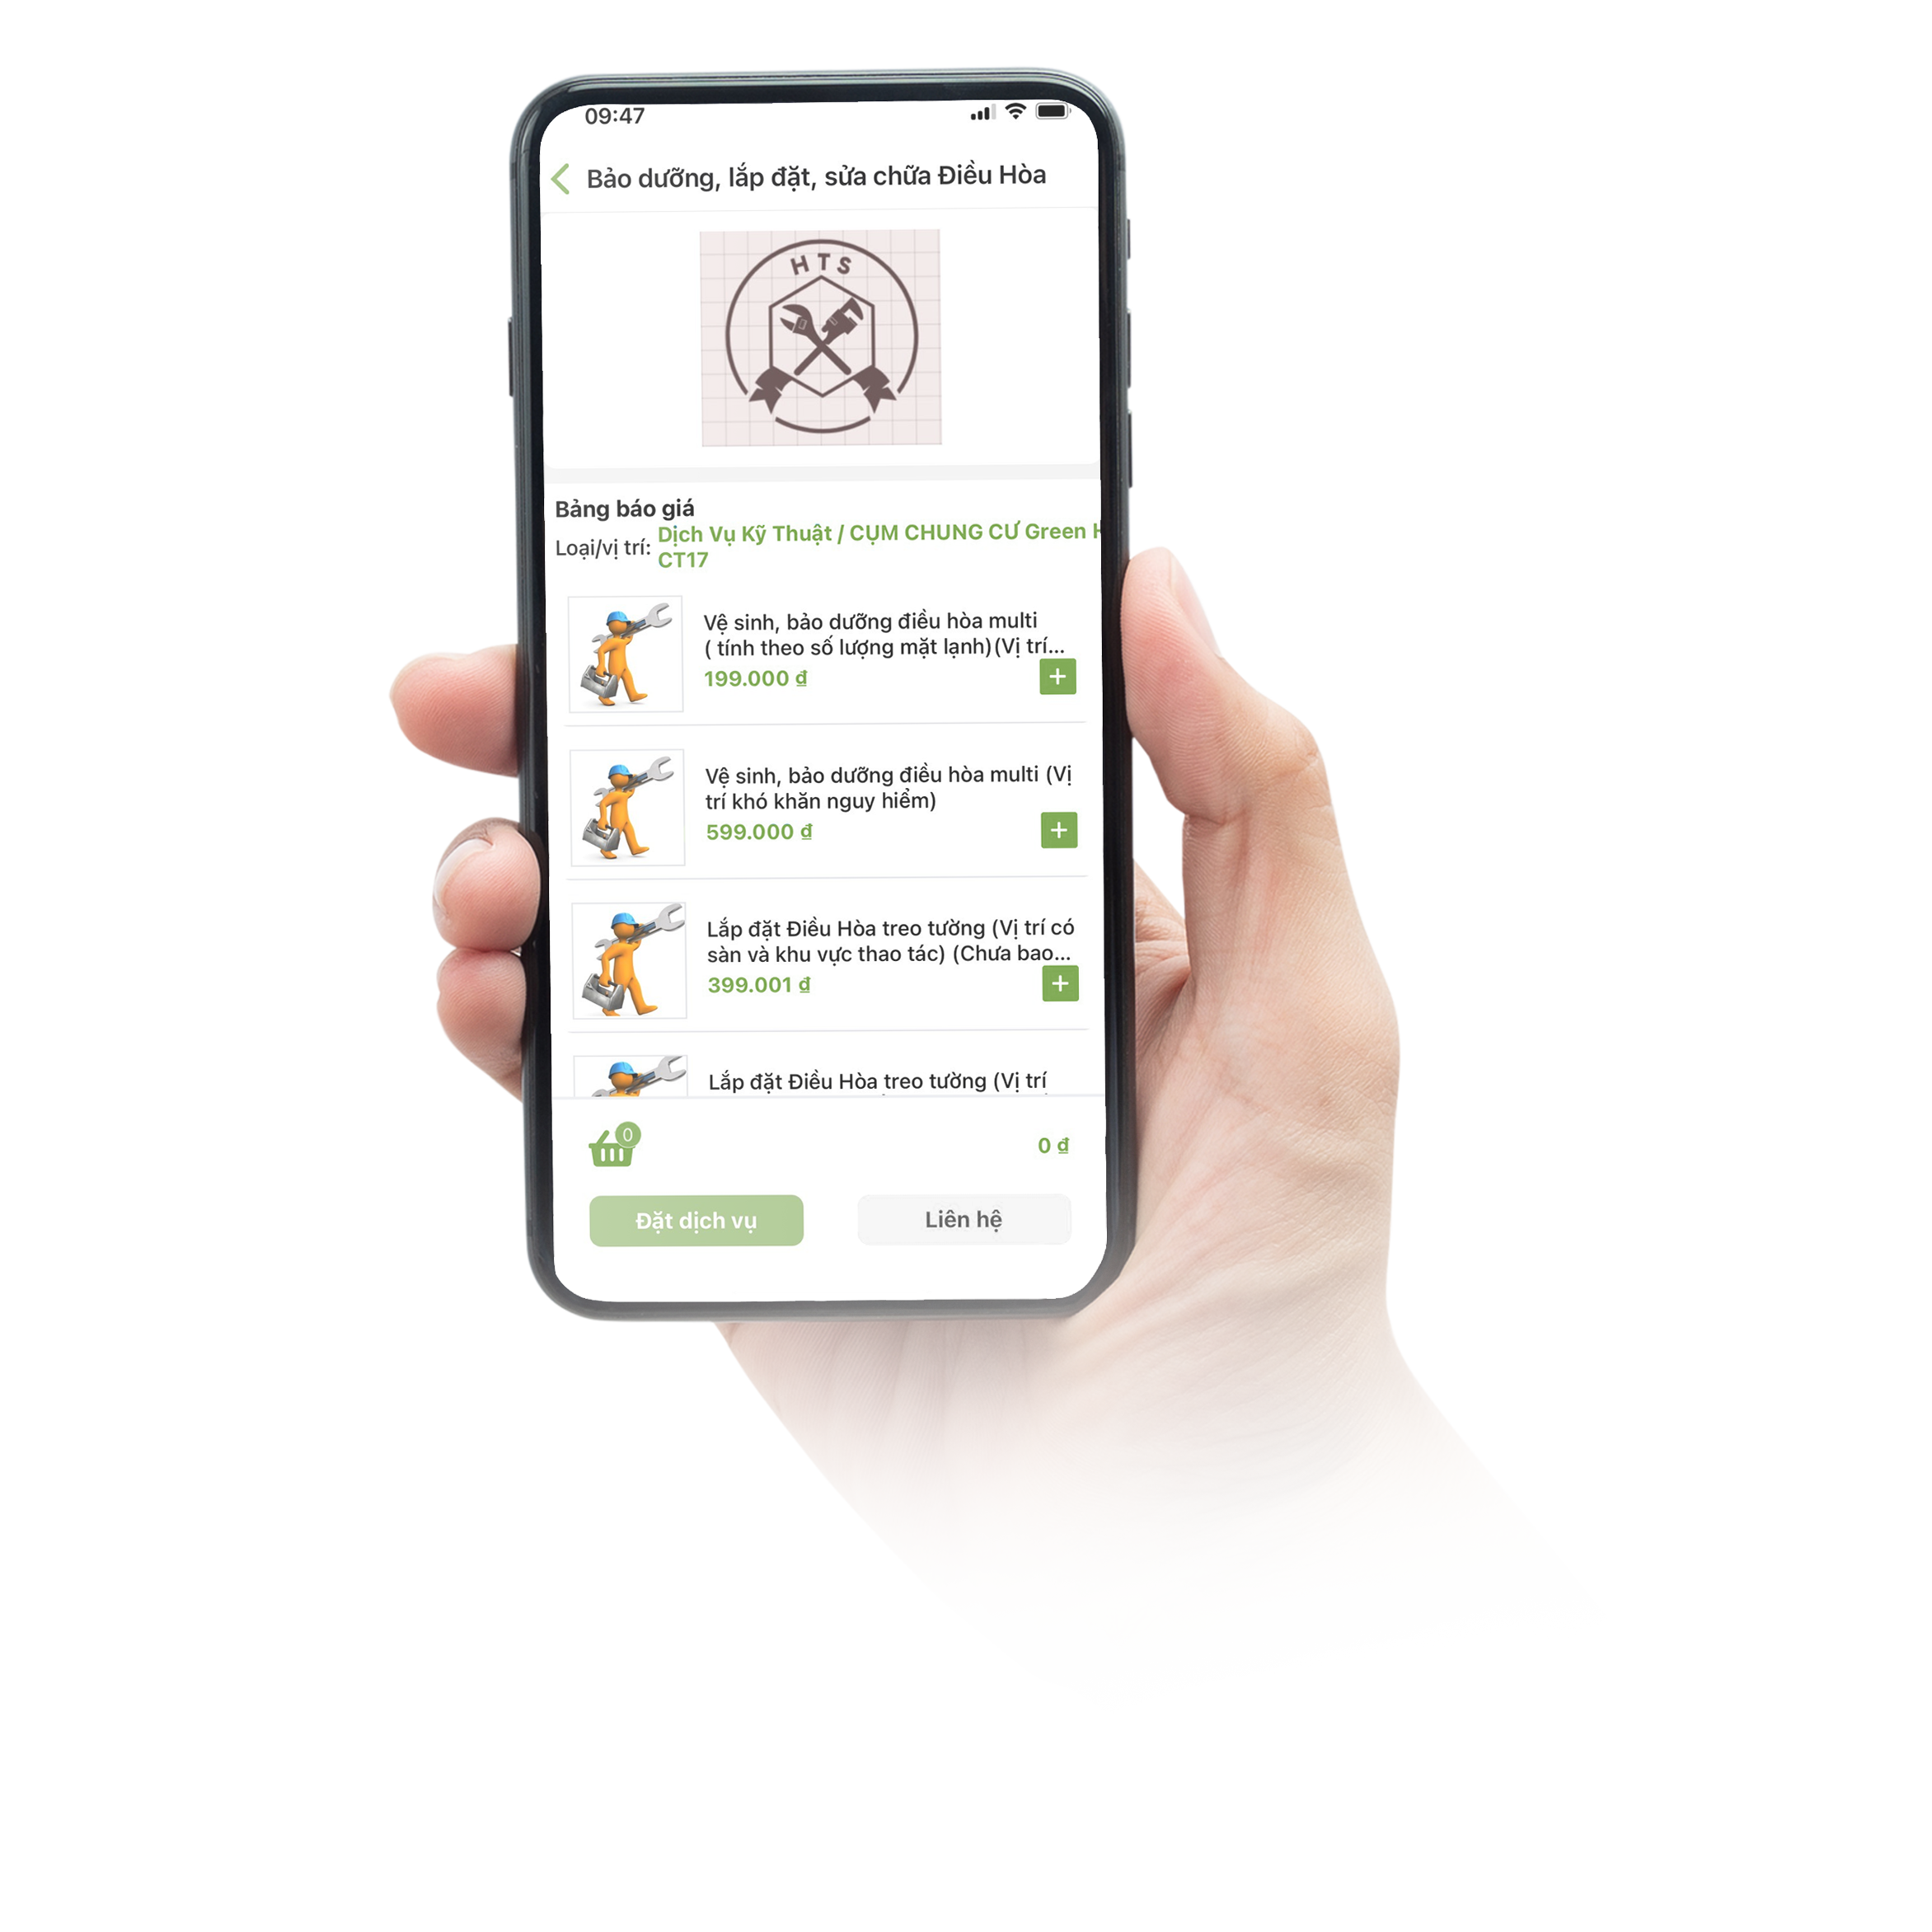 09:47
Bảo dưỡng, lắp đặt, sửa chữa Điều Hòa
HTS
Bảng báo giá
Loại/vị trí: Dịch Vụ Kỹ Thuật / CỤM CHUNG CƯ Green
CT17
Vệ sinh, bảo dưỡng điều hòa multi
( tính theo số lượng mặt lạnh)(Vị trí...
199.000 đ
+
Vệ sinh, bảo dưỡng điều hòa multi (Vị
trí khó khăn nguy hiểm)
599.000 đ
+
Lắp đặt Điều Hòa treo tường (Vị trí có
sàn và khu vực thao tác) (Chưa bao...
399.001 đ
+
Lắp đặt Điều Hòa treo tường (Vị trí
0
0 đ
Đặt dịch vụ
Liên hệ